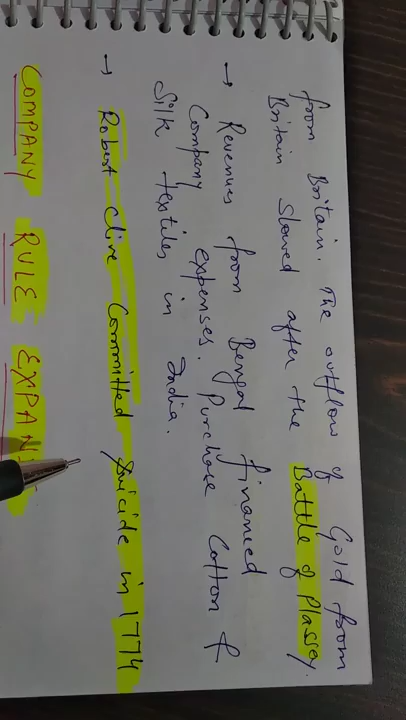 from Britain. The outflow of Gold from
Britain slowed after the Battle of Plassey.
→ Revenues from Bengal financed
Company expenses. Purchase Cotton &
Silk textiles in India.
→ Robert Clive Committed Suicide in 1774
COMPANY RULE EXPAN